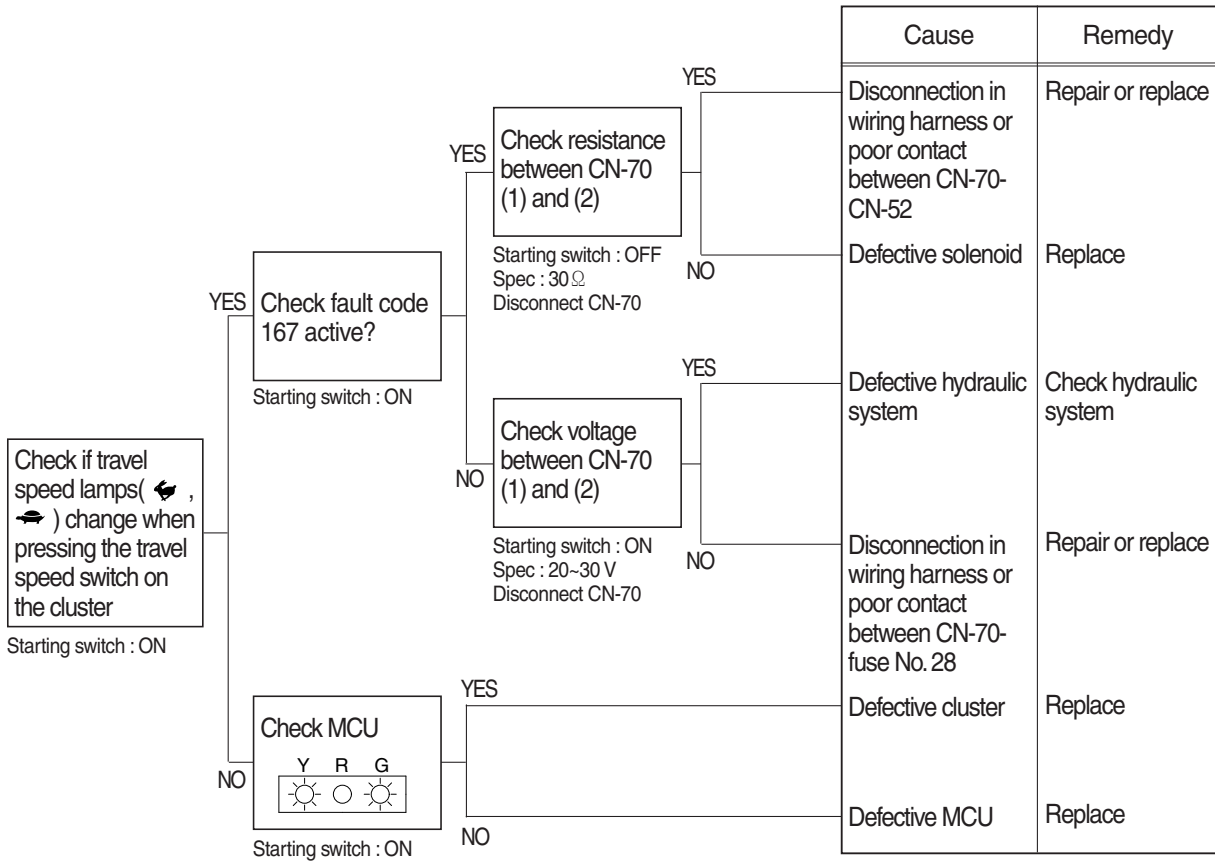 Cause Remedy
YES
Disconnection in
wiring harness or
poor contact
between CN-70-
CN-52
Repair or replace
YES
Check resistance
between CN-70
(1) and (2)
Starting switch : OFF
Spec : 30Ω
Disconnect CN-70
NO
Defective solenoid
Replace
YES
Check fault code
167 active?
Starting switch : ON
YES
Defective hydraulic
system
Check hydraulic
system
NO
Check voltage
between CN-70
(1) and (2)
Starting switch : ON
Spec : 20~30 V
Disconnect CN-70
NO
Disconnection in
wiring harness or
poor contact
between CN-70-
fuse No. 28
Repair or replace
Check if travel
speed lamps( ,
) change when
pressing the travel
speed switch on
the cluster
Starting switch : ON
YES
Defective cluster
Replace
NO
Check MCU
Y R G
Starting switch : ON
NO
Defective MCU
Replace